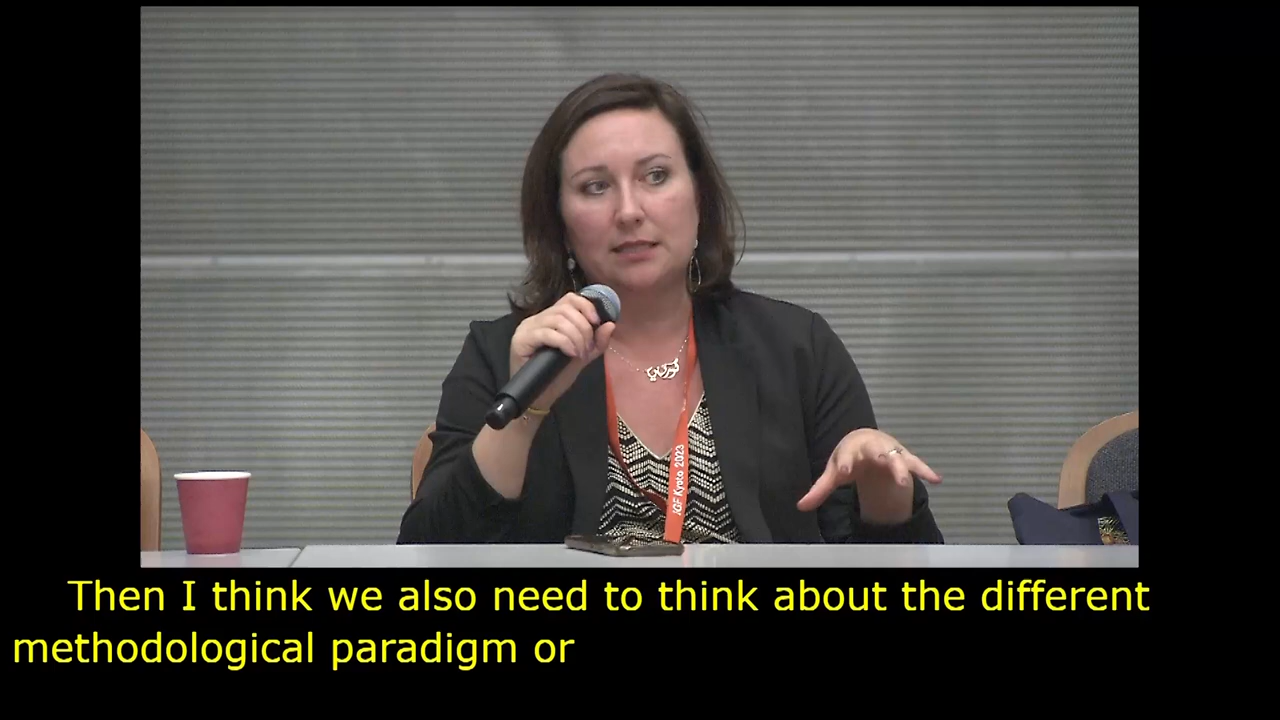 IGF Kyoto 2023
Then I think we also need to think about the different
methodological paradigm or